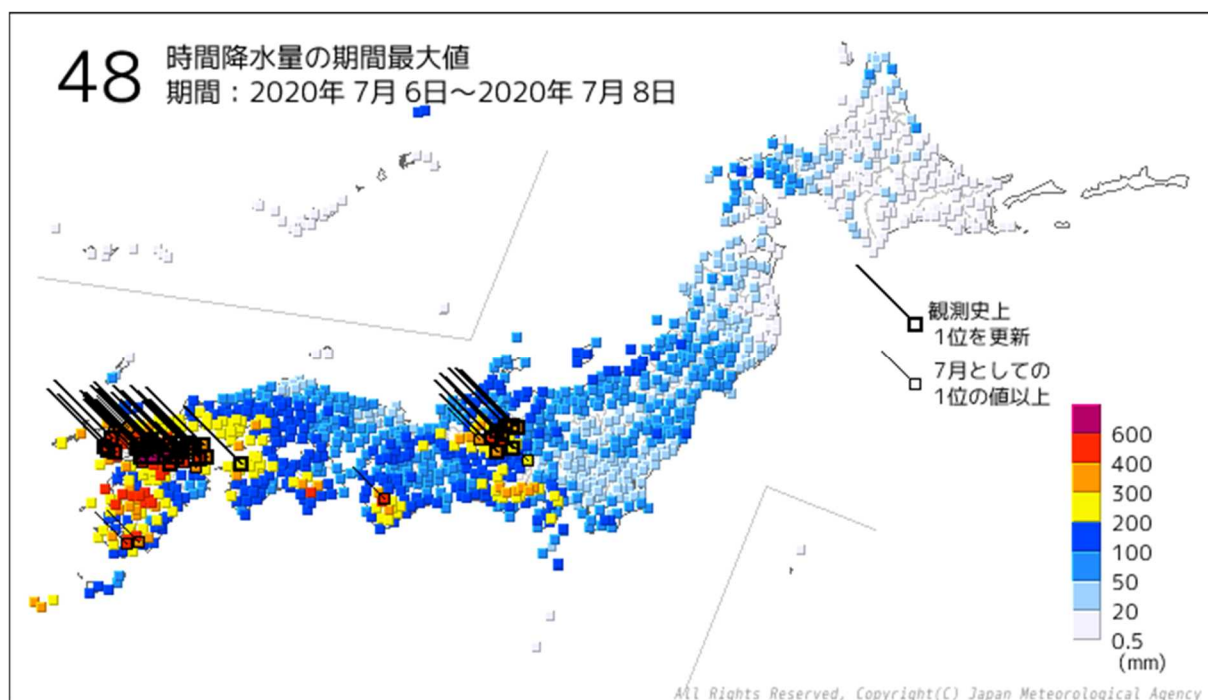 48
時間降水量の期間最大値
期間：2020年 7月 6日～2020年 7月 8日
観測史上
1位を更新
7月としての
1位の値以上
600
400
300
200
100
50
20
0.5
(mm)
All Rights Reserved, Copyright(C) Japan Meteorological Agency